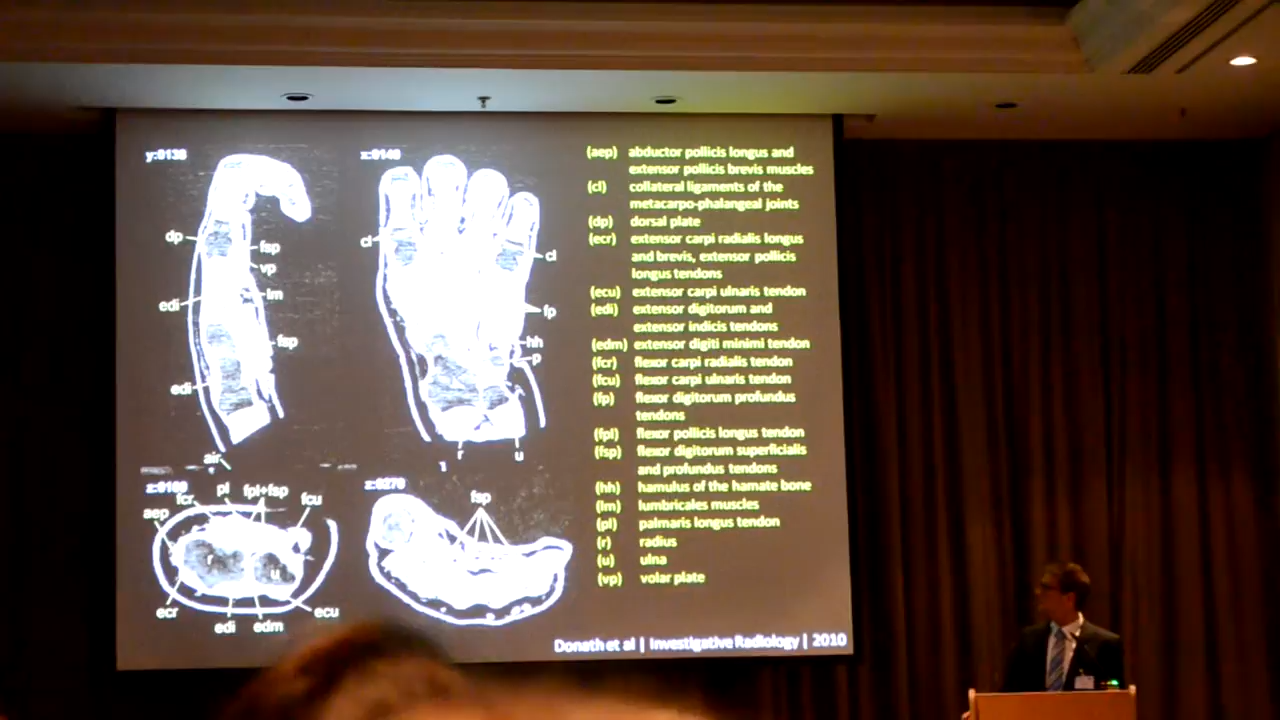 y:0138
dp
fsp
vp
edi
lm
fsp
edi
air
z:0140
cl
cl
fp
hh
p
r
u
fcr
pl
fpl+fsp
fcu
aep
r
u
ecr
edi
edm
ecu
z:0270
fsp
(aep) abductor pollicis longus and
extensor pollicis brevis muscles
(cl) collateral ligaments of the
metacarpo-phalangeal joints
(dp) dorsal plate
(ecr) extensor carpi radialis longus
and brevis, extensor pollicis
longus tendons
(ecu) extensor carpi ulnaris tendon
(edi) extensor digitorum and
extensor indicis tendons
(edm) extensor digiti minimi tendon
(fcr) flexor carpi radialis tendon
(fcu) flexor carpi ulnaris tendon
(fp) flexor digitorum profundus
tendons
(fpl) flexor pollicis longus tendon
(fsp) flexor digitorum superficialis
and profundus tendons
(hh) hamulus of the hamate bone
(lm) lumbricales muscles
(pl) palmaris longus tendon
(r) radius
(u) ulna
(vp) volar plate
Donath et al | Investigative Radiology | 2010